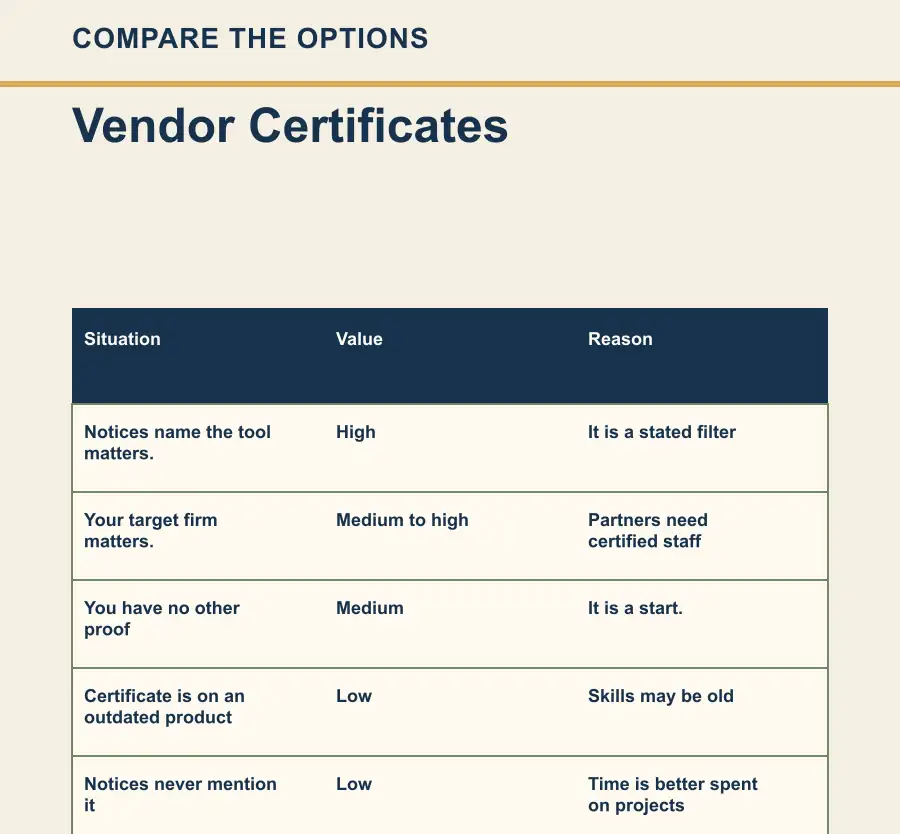 COMPARE THE OPTIONS
Vendor Certificates
Situation Value Reason
Notices name the tool High It is a stated filter
matters.
Your target firm Medium to high Partners need
matters. certified staff
You have no other Medium It is a start.
proof
Certificate is on an Low Skills may be old
outdated product
Notices never mention Low Time is better spent
it on projects